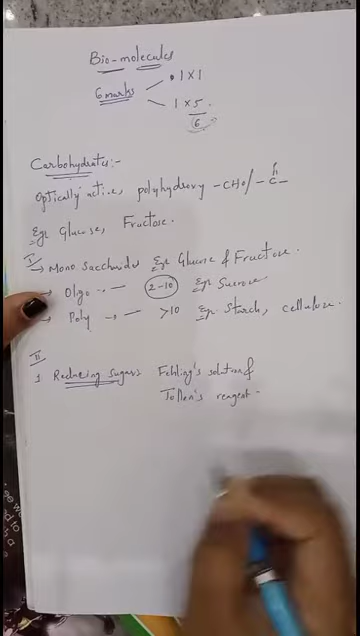 Bio-molecules
6 marks
1 x 1
1 x 5
6
Carbohydrates:-
Optically active, polyhydroxy -CHO/ -C-
Eg: Glucose, Fructose.
I
→ Mono saccharide Eg: Glucose & Fructose.
→ Olgo " - 2-10 Eg: Sucrose
→ Poly " - >10 Eg: Starch, cellulose.
II
1 Reducing sugars Fehling's solution &
Tollen's reagent